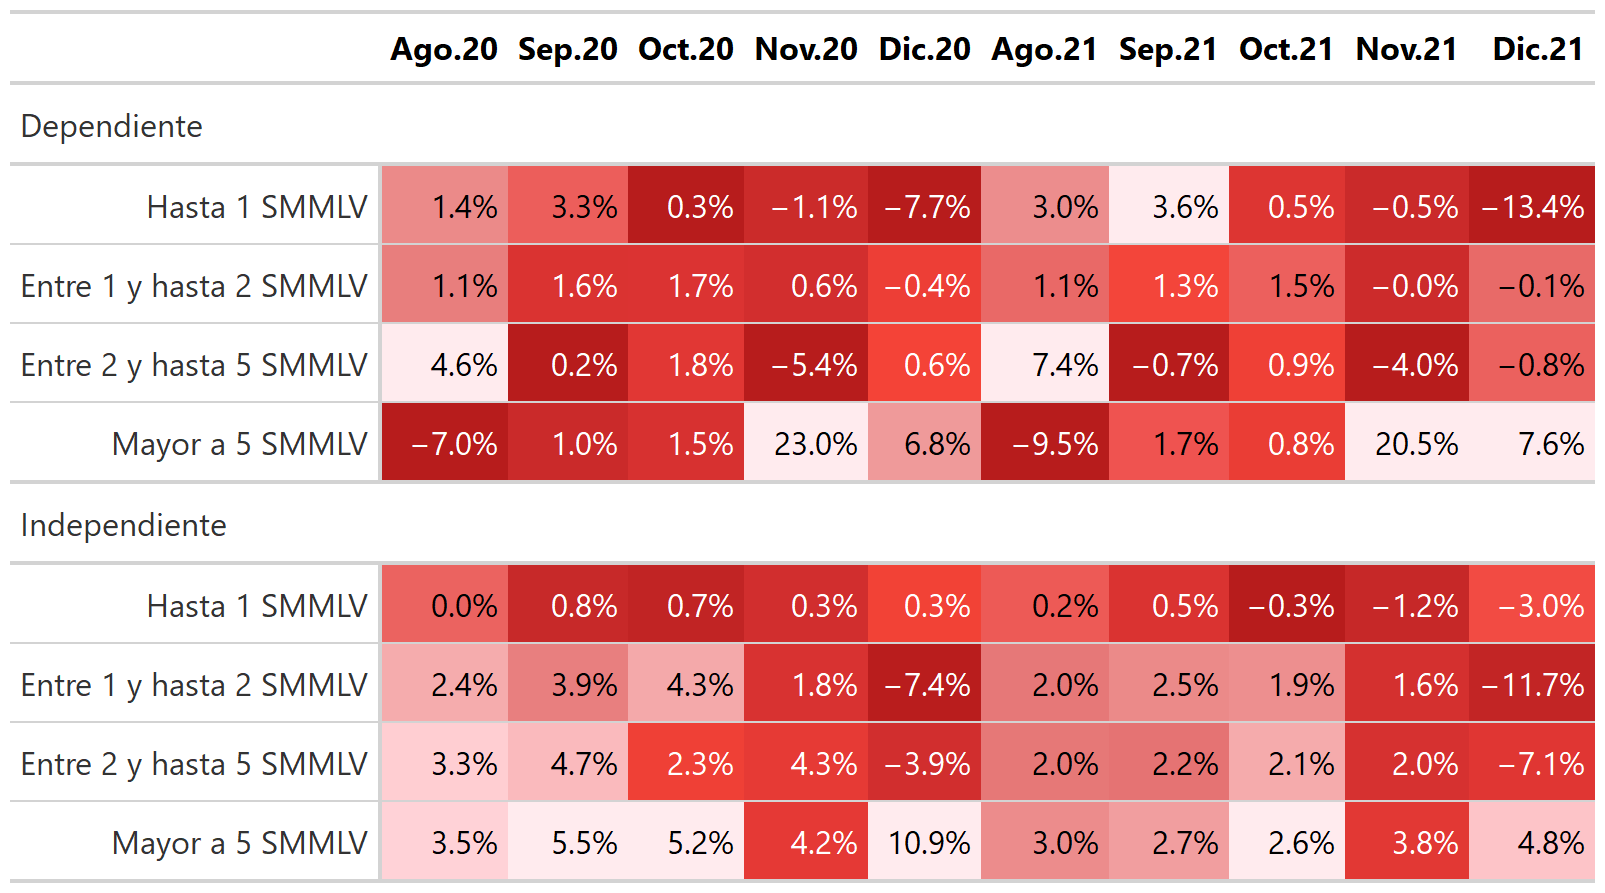 Ago.20 Sep.20 Oct.20 Nov.20 Dic.20 Ago.21 Sep.21 Oct.21 Nov.21 Dic.21
Dependiente
Hasta 1 SMMLV 1.4% 3.3% 0.3% −1.1% −7.7% 3.0% 3.6% 0.5% −0.5% −13.4%
Entre 1 y hasta 2 SMMLV 1.1% 1.6% 1.7% 0.6% −0.4% 1.1% 1.3% 1.5% −0.0% −0.1%
Entre 2 y hasta 5 SMMLV 4.6% 0.2% 1.8% −5.4% 0.6% 7.4% −0.7% 0.9% −4.0% −0.8%
Mayor a 5 SMMLV −7.0% 1.0% 1.5% 23.0% 6.8% −9.5% 1.7% 0.8% 20.5% 7.6%
Independiente
Hasta 1 SMMLV 0.0% 0.8% 0.7% 0.3% 0.3% 0.2% 0.5% −0.3% −1.2% −3.0%
Entre 1 y hasta 2 SMMLV 2.4% 3.9% 4.3% 1.8% −7.4% 2.0% 2.5% 1.9% 1.6% −11.7%
Entre 2 y hasta 5 SMMLV 3.3% 4.7% 2.3% 4.3% −3.9% 2.0% 2.2% 2.1% 2.0% −7.1%
Mayor a 5 SMMLV 3.5% 5.5% 5.2% 4.2% 10.9% 3.0% 2.7% 2.6% 3.8% 4.8%